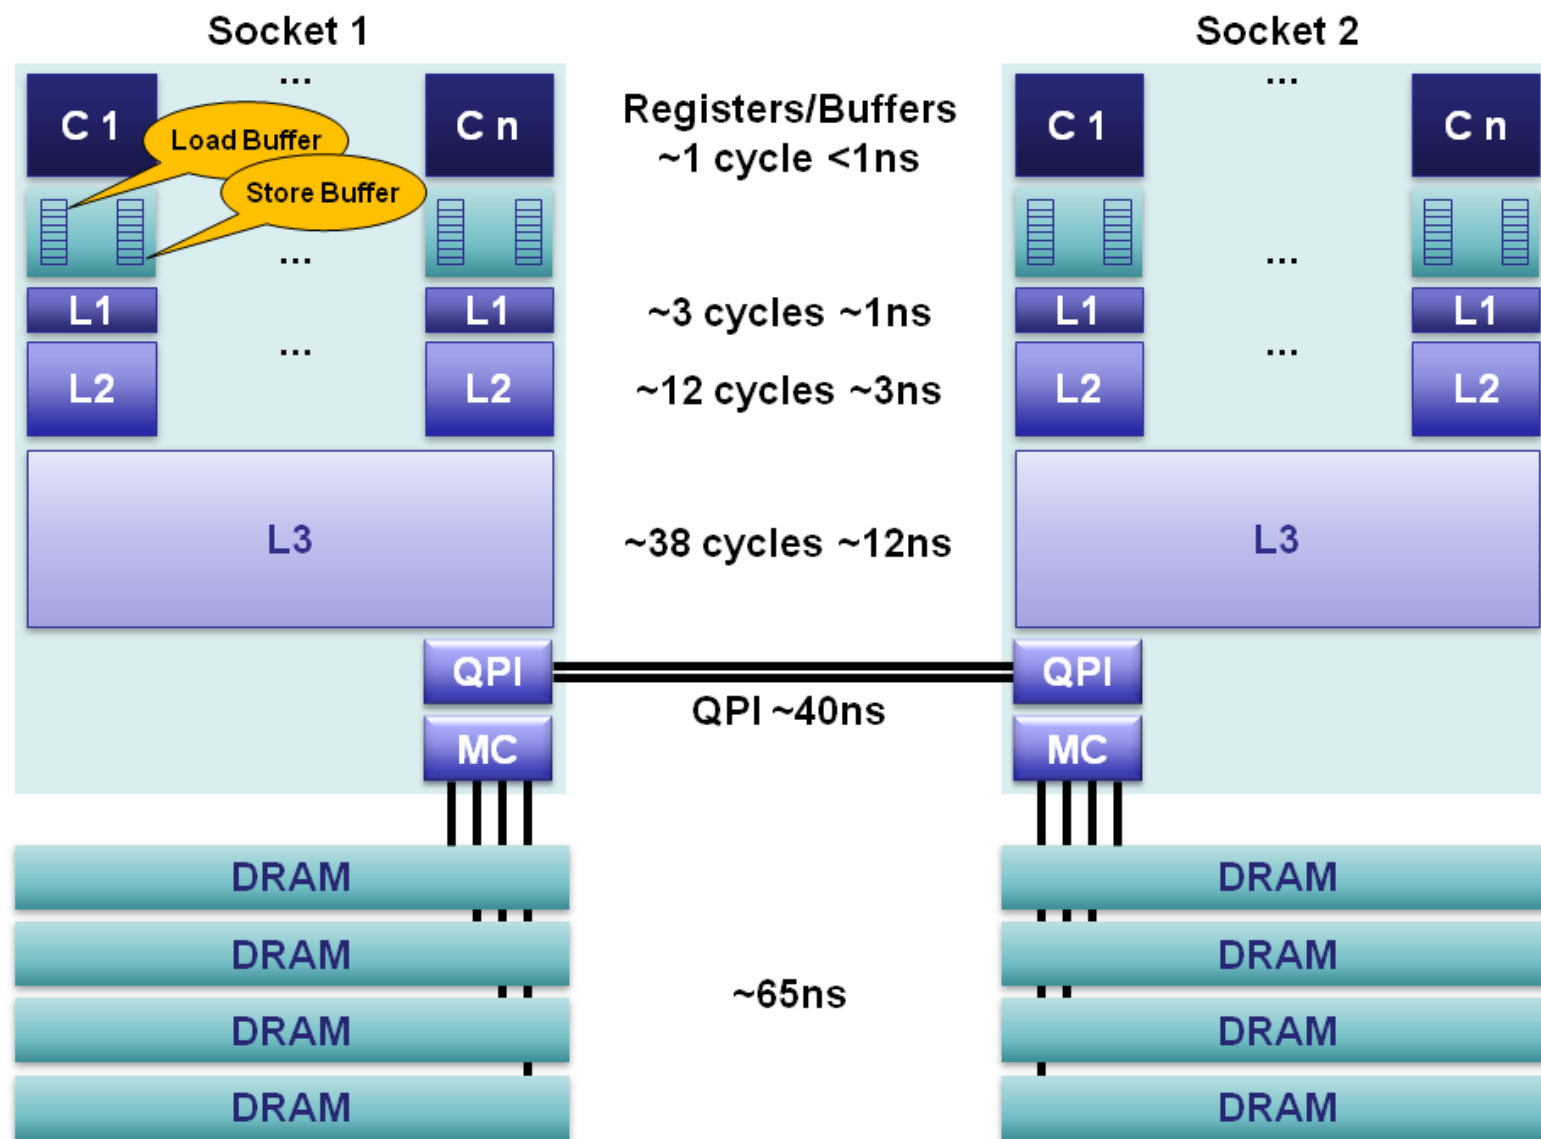 Socket 1
Socket 2
C 1
...
C n
Registers/Buffers
~1 cycle <1ns
C 1
...
C n
Load Buffer
Store Buffer
...
...
L1
L1
~3 cycles ~1ns
L1
L1
...
...
L2
L2
~12 cycles ~3ns
L2
L2
L3
~38 cycles ~12ns
L3
QPI
QPI
QPI ~40ns
MC
MC
DRAM
DRAM
DRAM
DRAM
~65ns
DRAM
DRAM
DRAM
DRAM